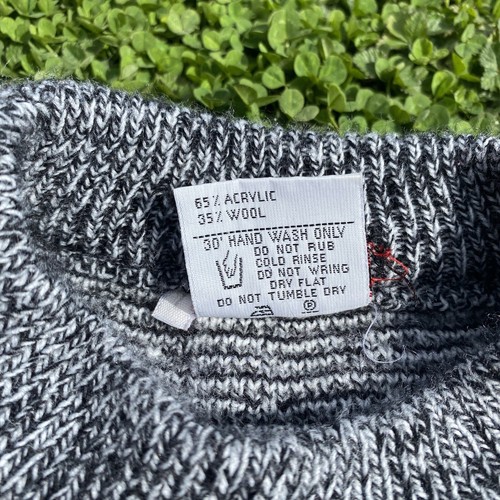 65% ACRYLIC
35% WOOL
30' HAND WASH ONLY
DO NOT RUB
COLD RINSE
DO NOT WRING
DRY FLAT
DO NOT TUMBLE DRY
P